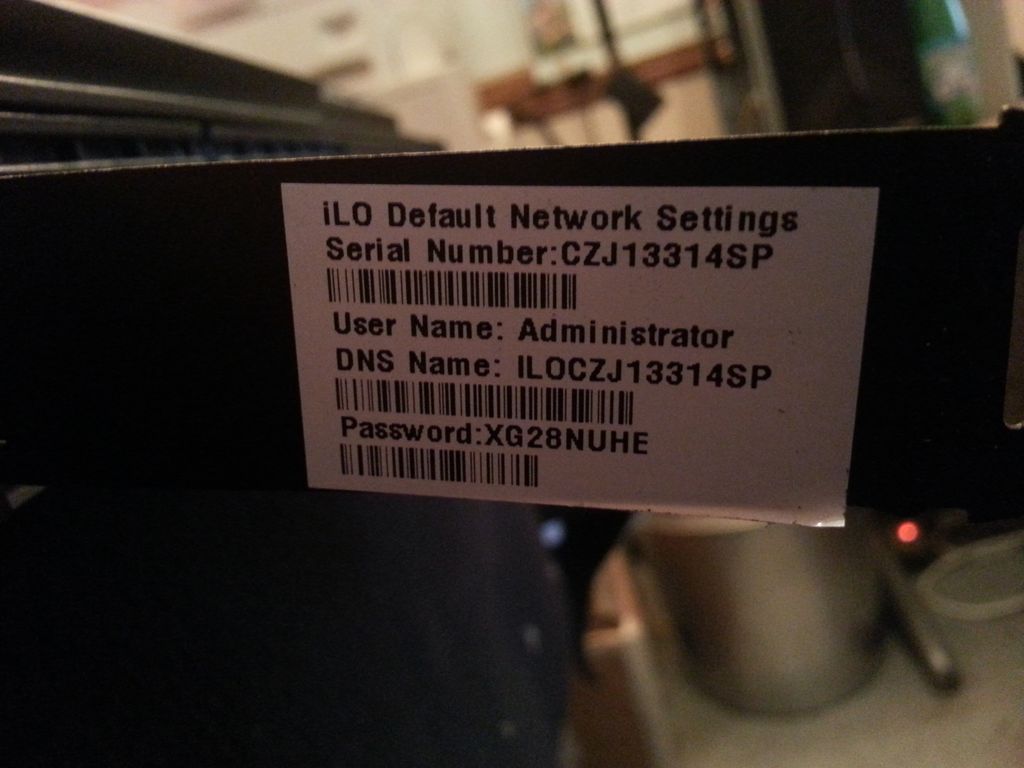 iLO Default Network Settings
Serial Number:CZJ13314SP
User Name: Administrator
DNS Name: ILOCZJ13314SP
Password:XG28NUHE